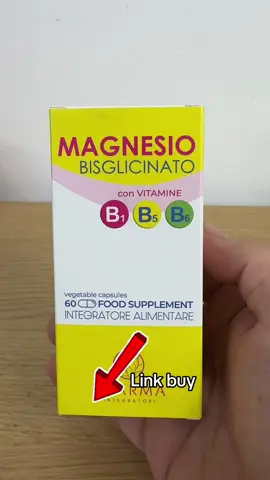 MAGNESIO
BISGLICINATO
con VITAMINE
B1 B5 B6
vegetable capsules
60 FOOD SUPPLEMENT
INTEGRATORE ALIMENTARE
Link buy
INTEGRATORI